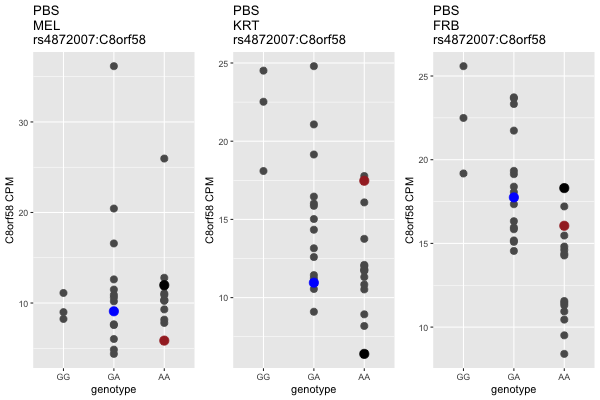 PBS
MEL
rs4872007:C8orf58
C8orf58 CPM
30
20
10
GG
GA
AA
genotype
PBS
KRT
rs4872007:C8orf58
C8orf58 CPM
25
20
15
10
GG
GA
AA
genotype
PBS
FRB
rs4872007:C8orf58
C8orf58 CPM
25
20
15
10
GG
GA
AA
genotype